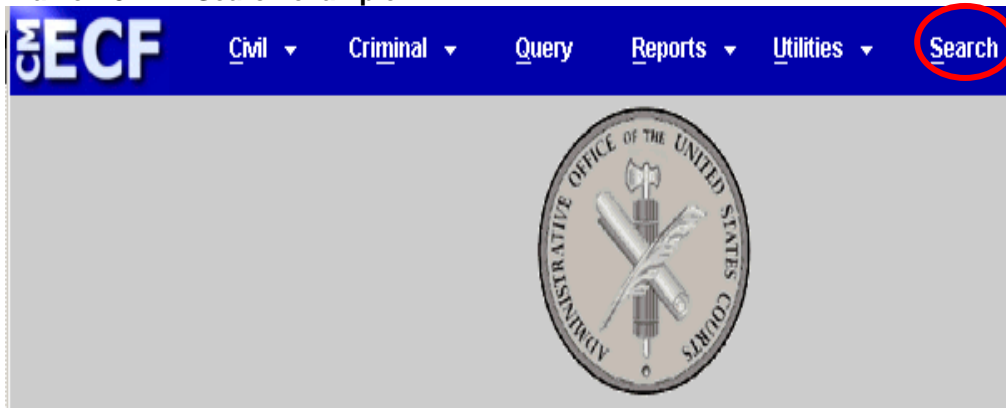 CM ECF Civil Criminal Query Reports Utilities Search
ADMINISTRATIVE OFFICE OF THE UNITED STATES COURTS